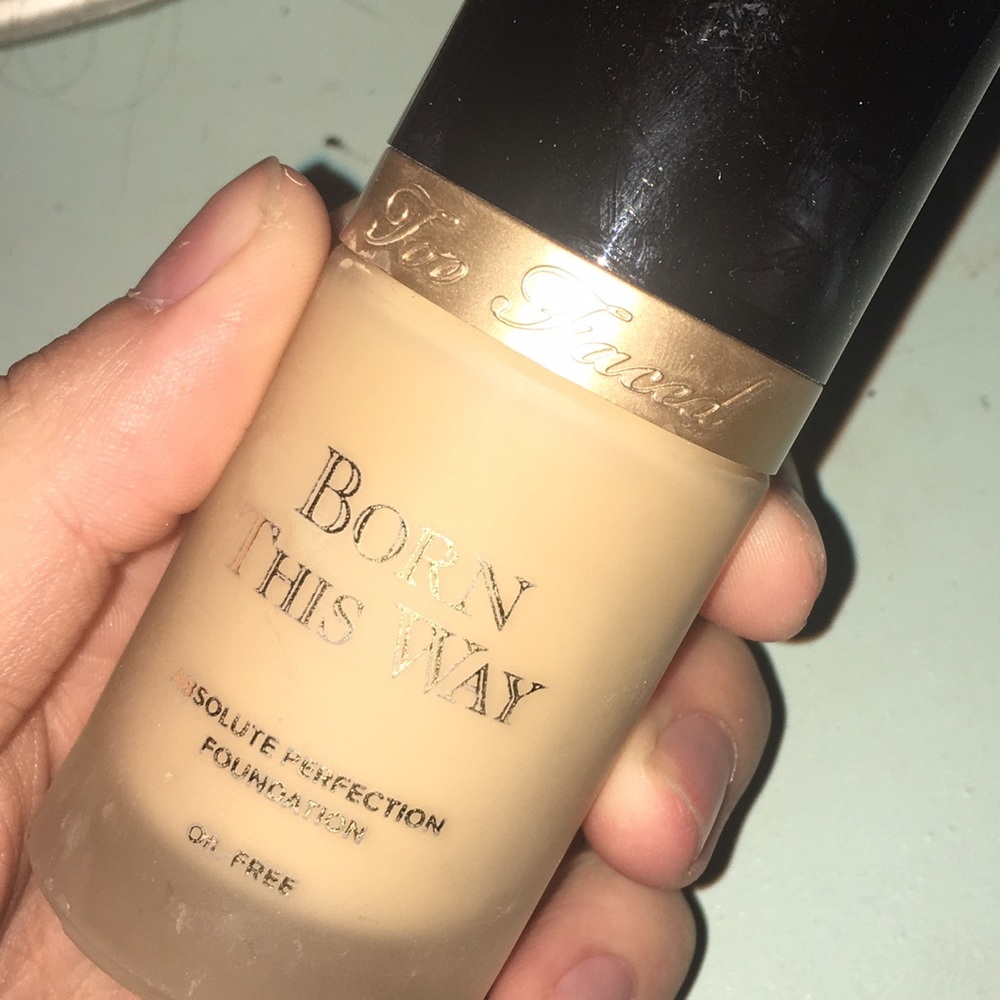 Too Faced
BORN
THIS WAY
ABSOLUTE PERFECTION
FOUNDATION
OIL FREE